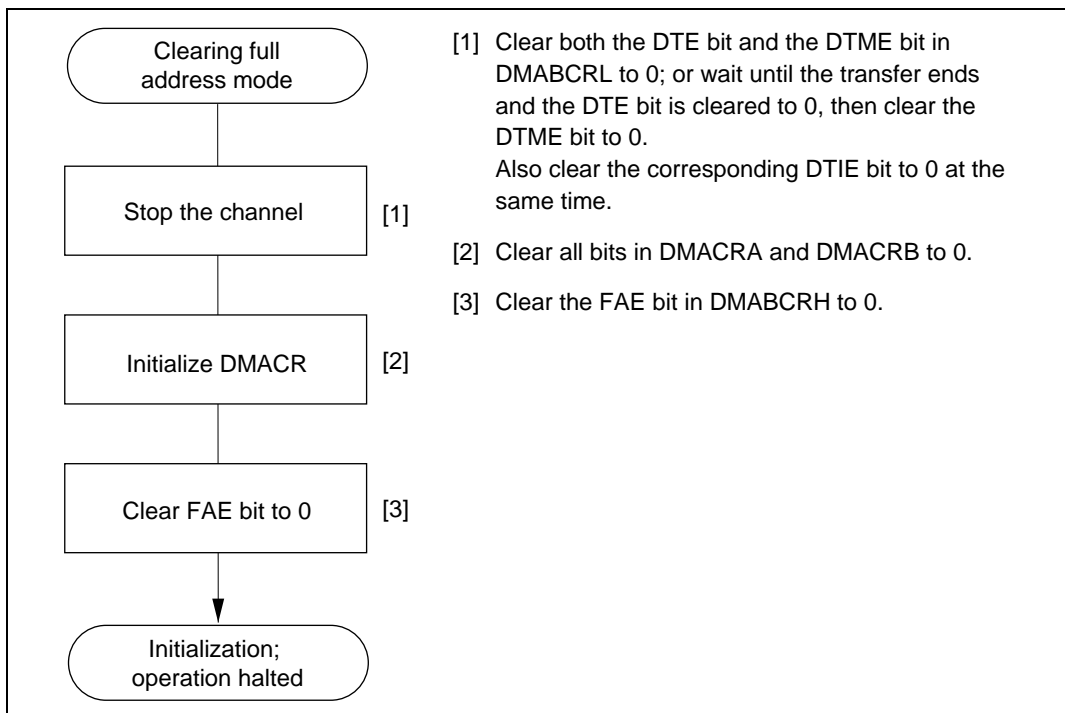 Clearing full
address mode
Stop the channel
[1]
Initialize DMACR
[2]
Clear FAE bit to 0
[3]
Initialization;
operation halted
[1] Clear both the DTE bit and the DTME bit in
DMABCRL to 0; or wait until the transfer ends
and the DTE bit is cleared to 0, then clear the
DTME bit to 0.
Also clear the corresponding DTIE bit to 0 at the
same time.
[2] Clear all bits in DMACRA and DMACRB to 0.
[3] Clear the FAE bit in DMABCRH to 0.